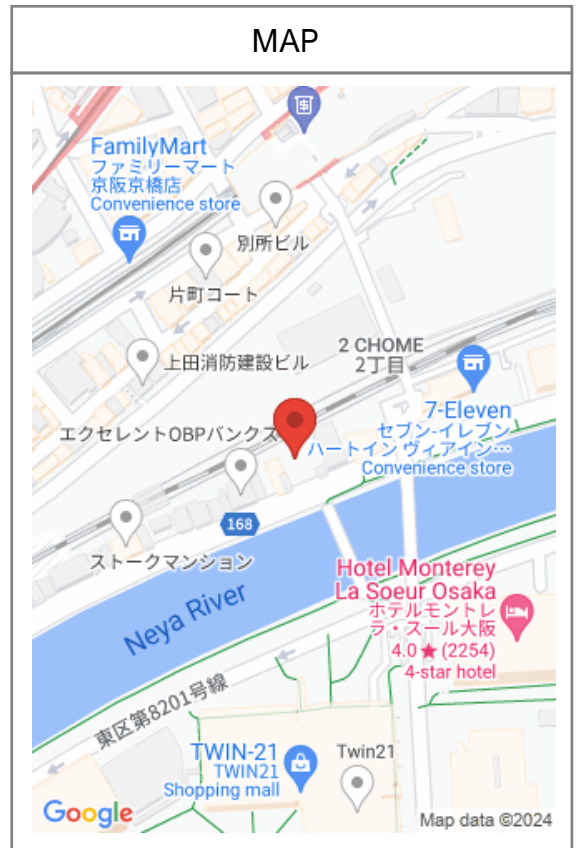 MAP
FamilyMart
ファミリーマート
京阪京橋店
Convenience store
別所ビル
片町コート
2 CHOME
2丁目
上田消防建設ビル
7-Eleven
セブン-イレブン
ハートイン ヴィアイン…
Convenience store
エクセレントOBPバンクス
168
ストークマンション
Neya River
Hotel Monterey
La Soeur Osaka
ホテルモントレ
ラ・スール大阪
4.0★(2254)
4-star hotel
東区第8201号線
TWIN-21
TWIN21
Shopping mall
Twin21
Google
Map data ©2024